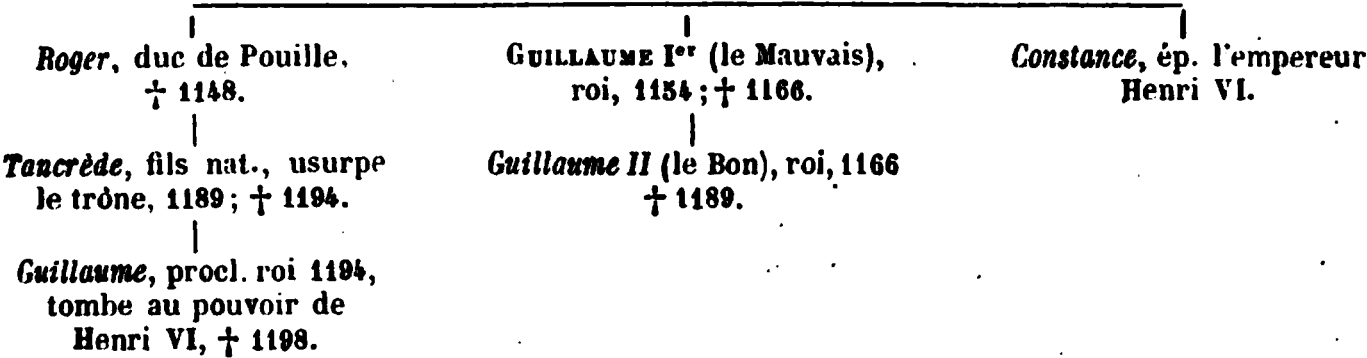 Roger, duc de Pouille.
† 1148.
GUILLAUME Ier (le Mauvais),
roi, 1154 ; † 1166.
Constance, ép. l'empereur
Henri VI.
Tancrède, fils nat., usurpe
le trône, 1189 ; † 1194.
Guillaume II (le Bon), roi, 1166
† 1189.
Guillaume, procl. roi 1194,
tombe au pouvoir de
Henri VI, † 1198.